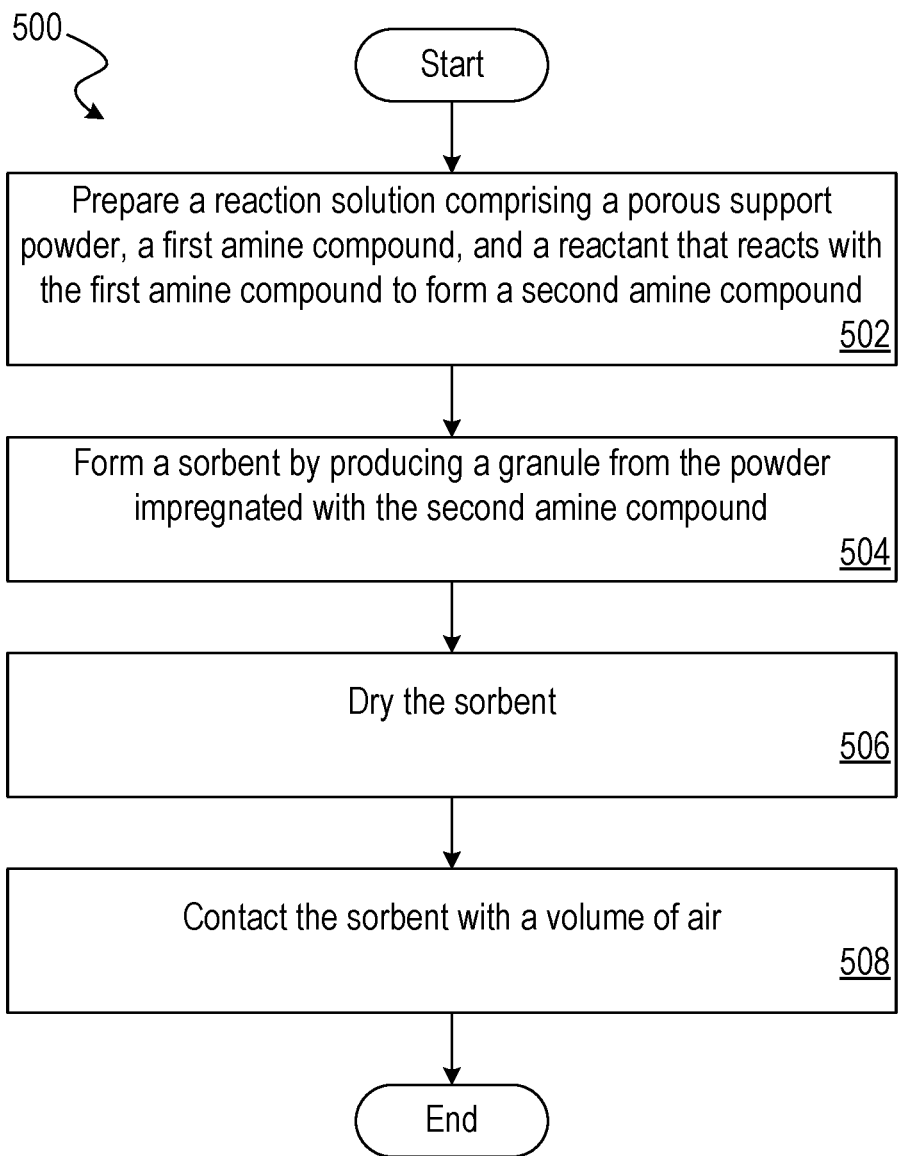 500
Start
Prepare a reaction solution comprising a porous support
powder, a first amine compound, and a reactant that reacts with
the first amine compound to form a second amine compound
502
Form a sorbent by producing a granule from the powder
impregnated with the second amine compound
504
Dry the sorbent
506
Contact the sorbent with a volume of air
508
End